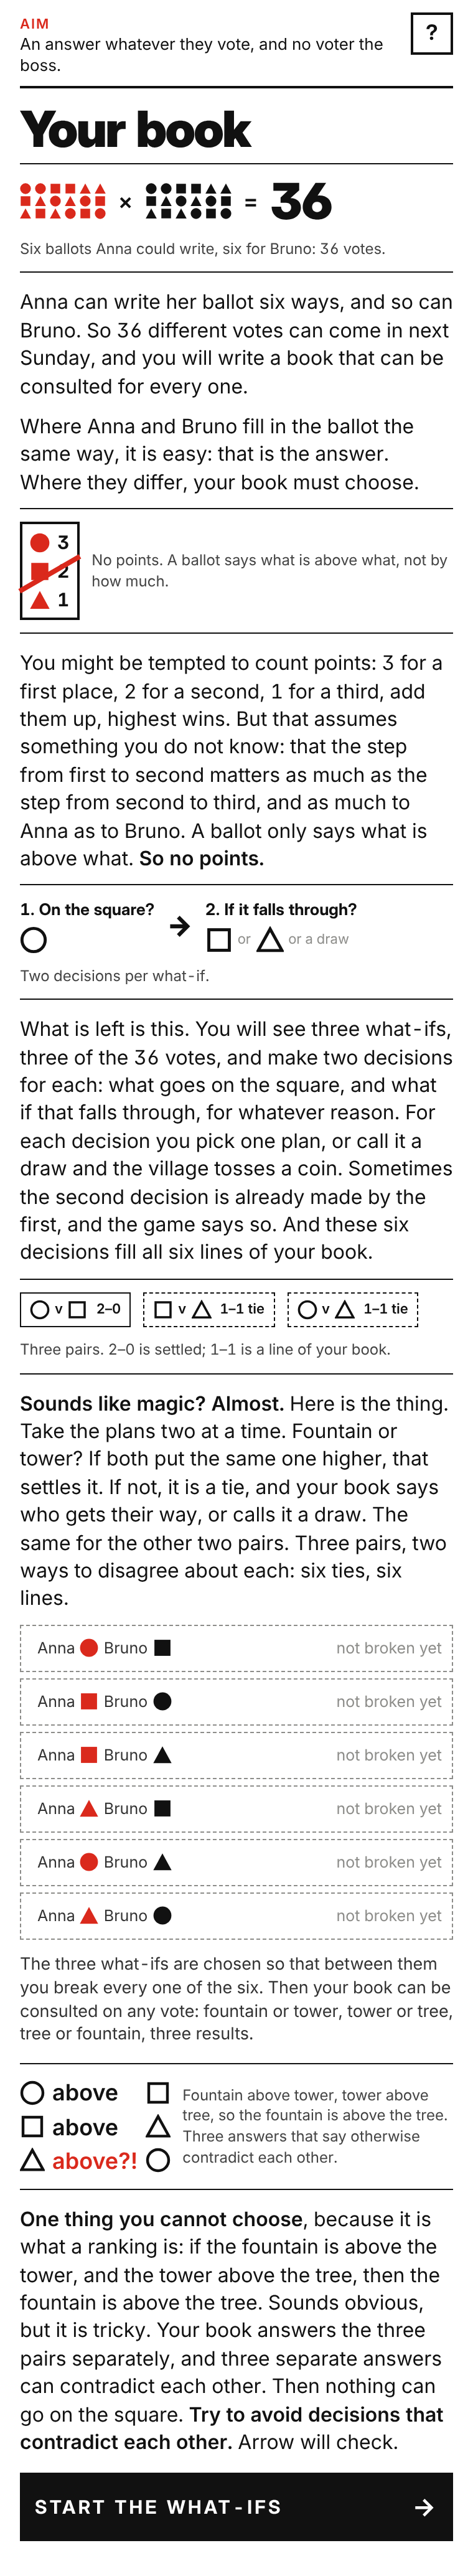 AIM
An answer whatever they vote, and no voter the
boss.
?
Your book
× = 36
Six ballots Anna could write, six for Bruno: 36 votes.
Anna can write her ballot six ways, and so can
Bruno. So 36 different votes can come in next
Sunday, and you will write a book that can be
consulted for every one.
Where Anna and Bruno fill in the ballot the
same way, it is easy: that is the answer.
Where they differ, your book must choose.
3
2
1
No points. A ballot says what is above what, not by
how much.
You might be tempted to count points: 3 for a
first place, 2 for a second, 1 for a third, add
them up, highest wins. But that assumes
something you do not know: that the step
from first to second matters as much as the
step from second to third, and as much to
Anna as to Bruno. A ballot only says what is
above what. So no points.
1. On the square? → 2. If it falls through?
or or a draw
Two decisions per what-if.
What is left is this. You will see three what-ifs,
three of the 36 votes, and make two decisions
for each: what goes on the square, and what
if that falls through, for whatever reason. For
each decision you pick one plan, or call it a
draw and the village tosses a coin. Sometimes
the second decision is already made by the
first, and the game says so. And these six
decisions fill all six lines of your book.
v 2–0 v 1–1 tie v 1–1 tie
Three pairs. 2–0 is settled; 1–1 is a line of your book.
Sounds like magic? Almost. Here is the thing.
Take the plans two at a time. Fountain or
tower? If both put the same one higher, that
settles it. If not, it is a tie, and your book says
who gets their way, or calls it a draw. The
same for the other two pairs. Three pairs, two
ways to disagree about each: six ties, six
lines.
Anna Bruno not broken yet
Anna Bruno not broken yet
Anna Bruno not broken yet
Anna Bruno not broken yet
Anna Bruno not broken yet
Anna Bruno not broken yet
The three what-ifs are chosen so that between them
you break every one of the six. Then your book can be
consulted on any vote: fountain or tower, tower or tree,
tree or fountain, three results.
above
above
above?!
Fountain above tower, tower above
tree, so the fountain is above the tree.
Three answers that say otherwise
contradict each other.
One thing you cannot choose, because it is
what a ranking is: if the fountain is above the
tower, and the tower above the tree, then the
fountain is above the tree. Sounds obvious,
but it is tricky. Your book answers the three
pairs separately, and three separate answers
can contradict each other. Then nothing can
go on the square. Try to avoid decisions that
contradict each other. Arrow will check.
START THE WHAT-IFS →